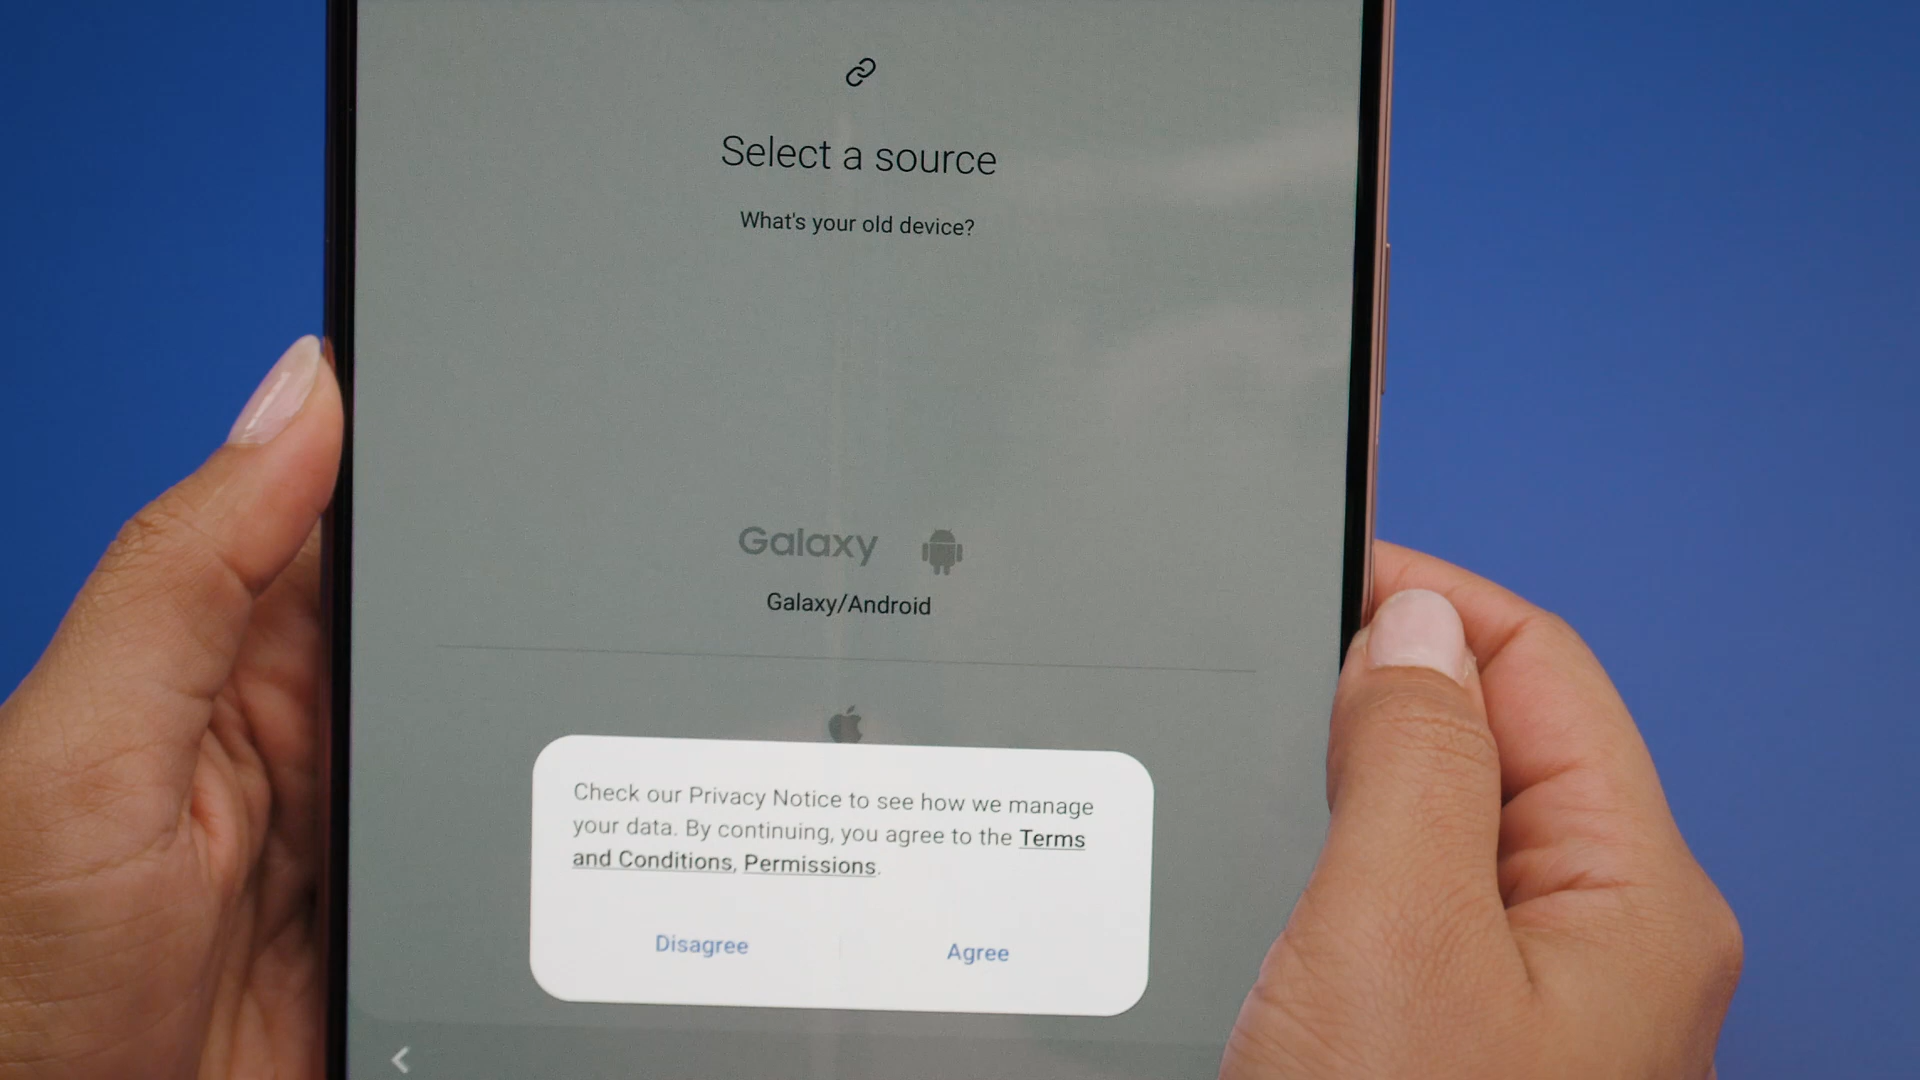 Select a source
What's your old device?
Galaxy
Galaxy/Android
Check our Privacy Notice to see how we manage
your data. By continuing, you agree to the Terms
and Conditions, Permissions.
Disagree Agree